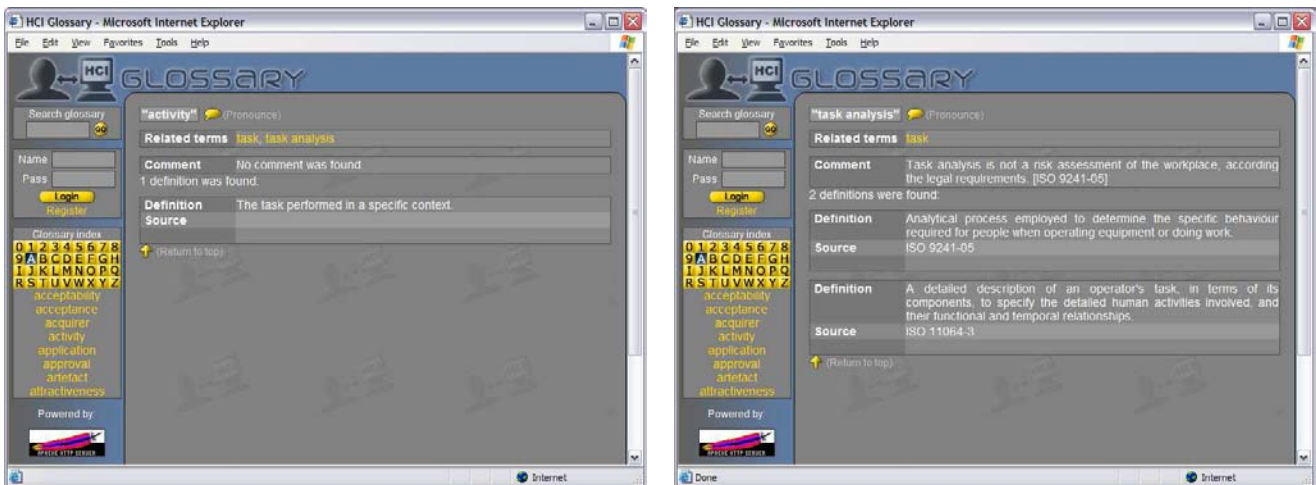 HCI Glossary - Microsoft Internet Explorer
File Edit View Favorites Tools Help
HCI GLOSSARY
Search glossary
GO
Name
Pass
Login
Register
Glossary index
0 1 2 3 4 5 6 7 8
9 A B C D E F G H
I J K L M N O P Q
R S T U V W X Y Z
acceptability
acceptance
acquirer
activity
application
approval
artefact
attractiveness
Powered by
APACHE HTTP SERVER
"activity" (Pronounce)
Related terms task, task analysis
Comment No comment was found.
1 definition was found:
Definition The task performed in a specific context.
Source
(Return to top)
Internet
HCI Glossary - Microsoft Internet Explorer
File Edit View Favorites Tools Help
HCI GLOSSARY
Search glossary
GO
Name
Pass
Login
Register
Glossary index
0 1 2 3 4 5 6 7 8
9 A B C D E F G H
I J K L M N O P Q
R S T U V W X Y Z
acceptability
acceptance
acquirer
activity
application
approval
artefact
attractiveness
Powered by
APACHE HTTP SERVER
"task analysis" (Pronounce)
Related terms task
Comment Task analysis is not a risk assessment of the workplace, according
the legal requirements. [ISO 9241-05]
2 definitions were found:
Definition Analytical process employed to determine the specific behaviour
required for people when operating equipment or doing work.
Source ISO 9241-05
Definition A detailed description of an operator's task, in terms of its
components, to specify the detailed human activities involved, and
their functional and temporal relationships.
Source ISO 11064-3
(Return to top)
Done Internet